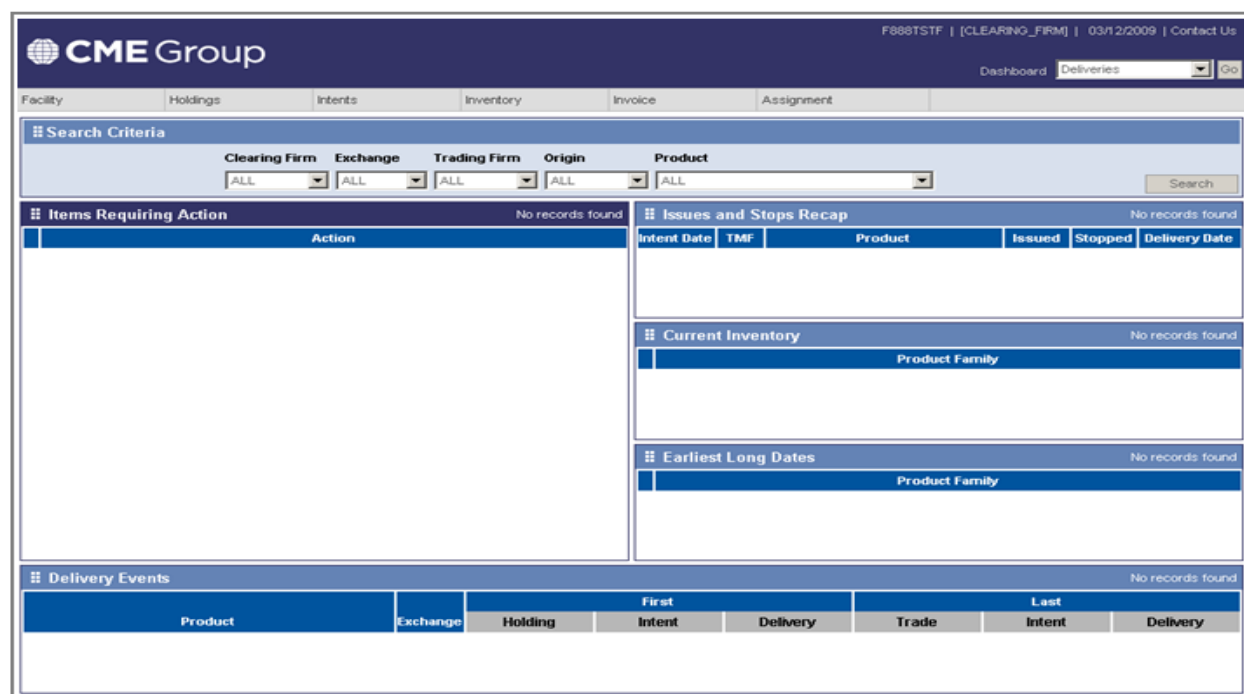 F888TSTF | [CLEARING_FIRM] | 03/12/2009 | Contact Us
CME Group
Dashboard Deliveries Go
Facility Holdings Intents Inventory Invoice Assignment
Search Criteria
Clearing Firm Exchange Trading Firm Origin Product
ALL ALL ALL ALL ALL Search
Items Requiring Action No records found
Action
Issues and Stops Recap No records found
Intent Date TMF Product Issued Stopped Delivery Date
Current Inventory No records found
Product Family
Earliest Long Dates No records found
Product Family
Delivery Events No records found
First Last
Product Exchange Holding Intent Delivery Trade Intent Delivery